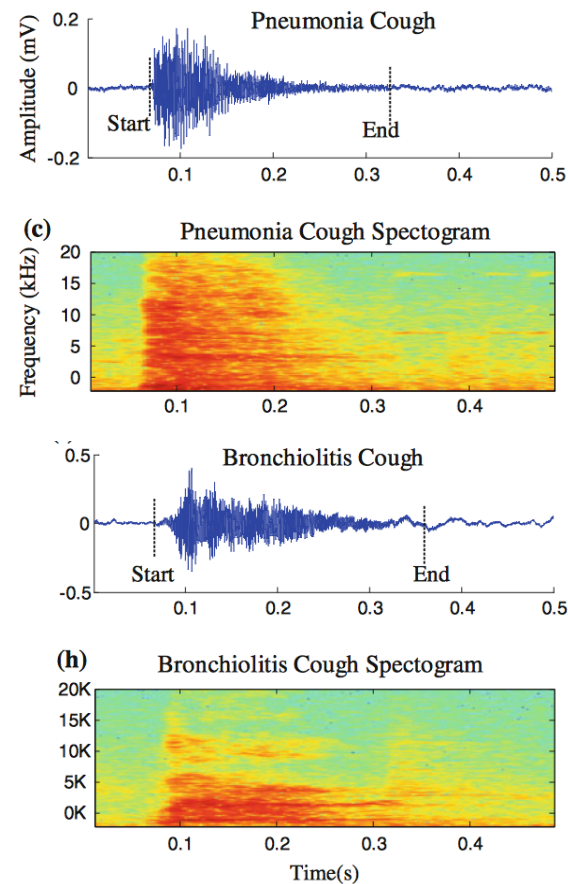 Pneumonia Cough
Amplitude (mV)
0.2
0
-0.2
Start
End
0.1 0.2 0.3 0.4 0.5
(c)
Pneumonia Cough Spectogram
Frequency (kHz)
20
15
10
5
0
0.1 0.2 0.3 0.4
Bronchiolitis Cough
0.5
0
-0.5
Start
End
0.1 0.2 0.3 0.4 0.5
(h)
Bronchiolitis Cough Spectogram
20K
15K
10K
5K
0K
0.1 0.2 0.3 0.4
Time(s)